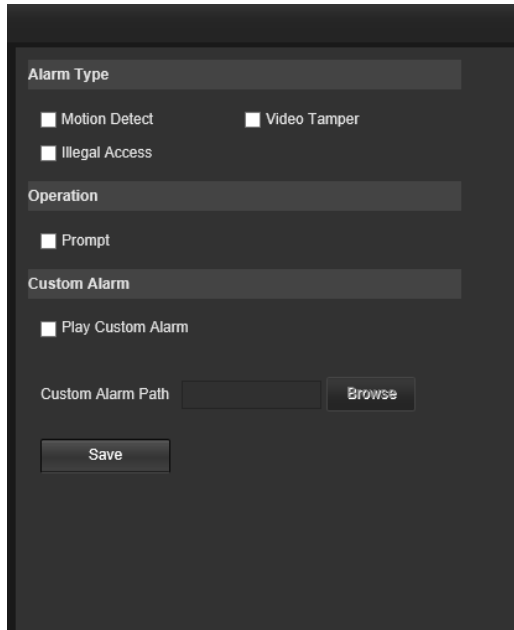 Alarm Type
Motion Detect Video Tamper
Illegal Access
Operation
Prompt
Custom Alarm
Play Custom Alarm
Custom Alarm Path Browse
Save